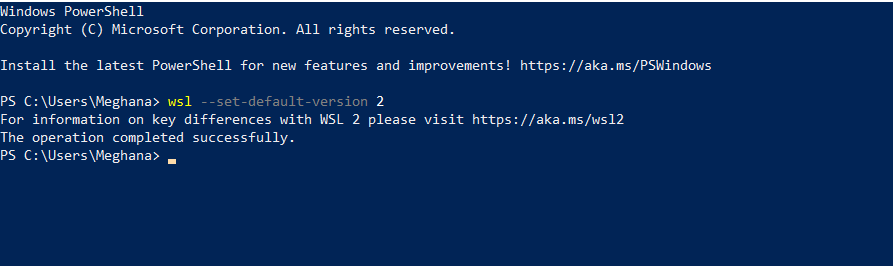 Windows PowerShell
Copyright (C) Microsoft Corporation. All rights reserved.
Install the latest PowerShell for new features and improvements! https://aka.ms/PSWindows
PS C:\Users\Meghana> wsl --set-default-version 2
For information on key differences with WSL 2 please visit https://aka.ms/wsl2
The operation completed successfully.
PS C:\Users\Meghana>